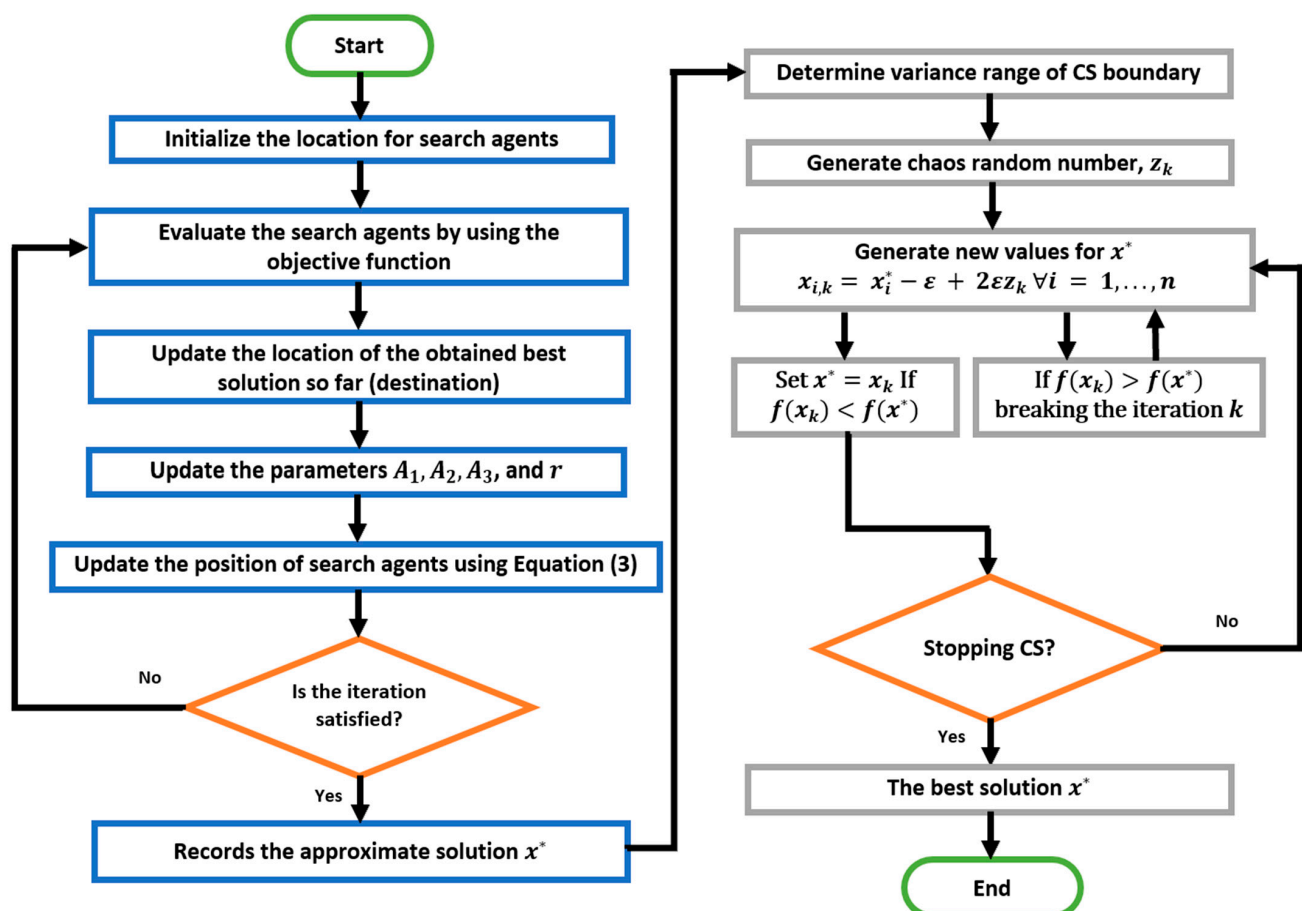 Start
Initialize the location for search agents
Evaluate the search agents by using the
objective function
Update the location of the obtained best
solution so far (destination)
Update the parameters A₁, A₂, A₃, and r
Update the position of search agents using Equation (3)
No
Is the iteration
satisfied?
Yes
Records the approximate solution x*
Determine variance range of CS boundary
Generate chaos random number, zₖ
Generate new values for x*
xᵢ,ₖ = xᵢ* − ε + 2εzₖ ∀i = 1,...,n
Set x* = xₖ If
f(xₖ) < f(x*)
If f(xₖ) > f(x*)
breaking the iteration k
No
Stopping CS?
Yes
The best solution x*
End